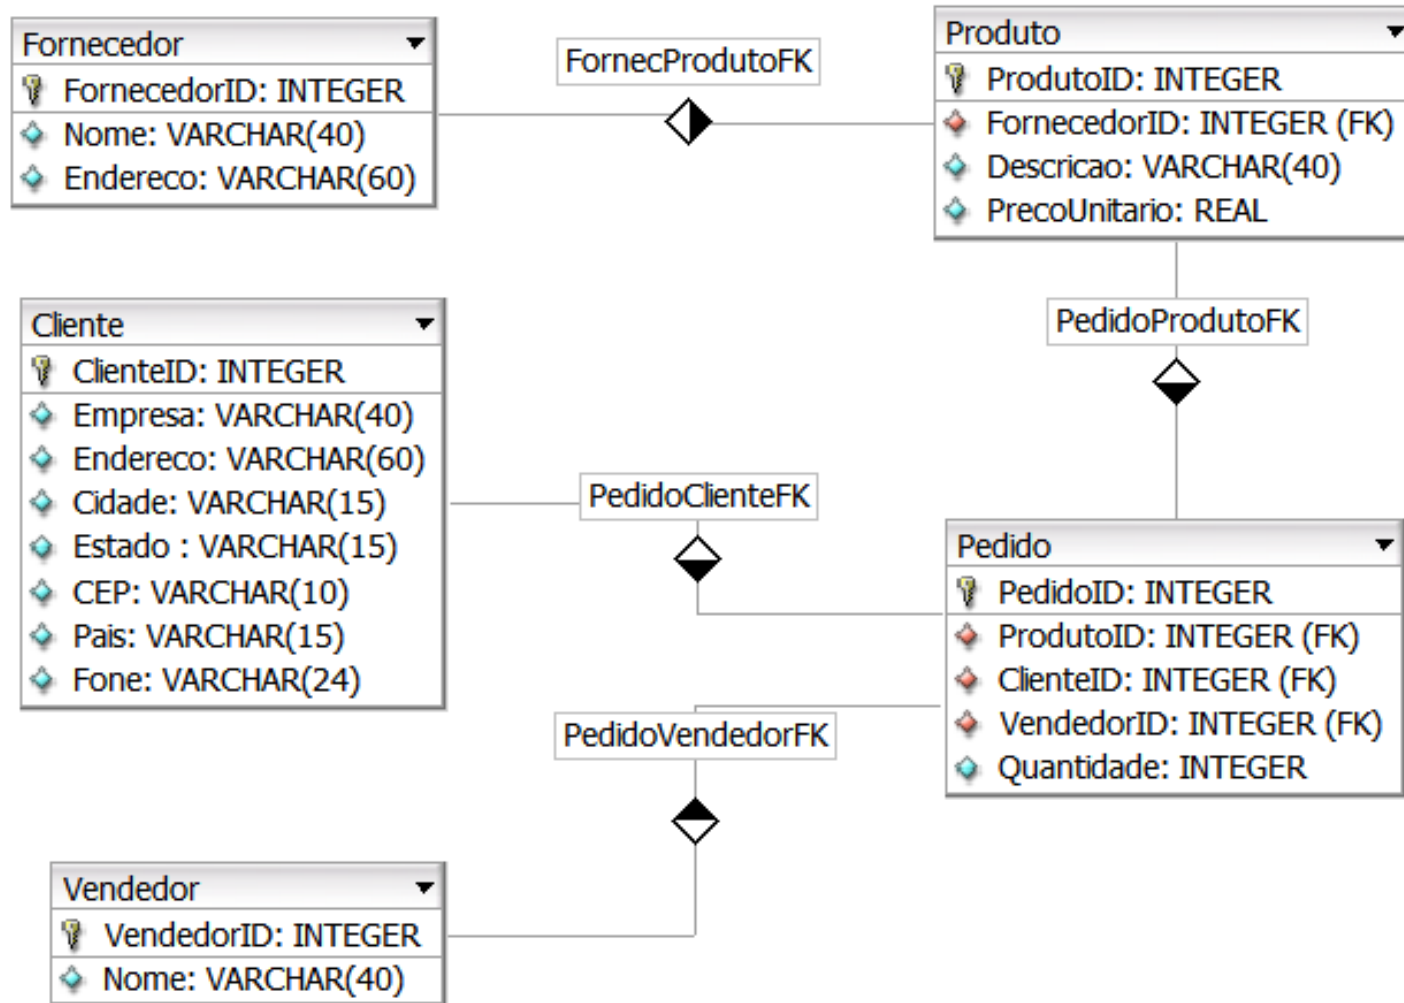 Fornecedor
FornecedorID: INTEGER
Nome: VARCHAR(40)
Endereco: VARCHAR(60)
FornecProdutoFK
Produto
ProdutoID: INTEGER
FornecedorID: INTEGER (FK)
Descricao: VARCHAR(40)
PrecoUnitario: REAL
Cliente
ClienteID: INTEGER
Empresa: VARCHAR(40)
Endereco: VARCHAR(60)
Cidade: VARCHAR(15)
Estado : VARCHAR(15)
CEP: VARCHAR(10)
Pais: VARCHAR(15)
Fone: VARCHAR(24)
PedidoProdutoFK
PedidoClienteFK
Pedido
PedidoID: INTEGER
ProdutoID: INTEGER (FK)
ClienteID: INTEGER (FK)
VendedorID: INTEGER (FK)
Quantidade: INTEGER
PedidoVendedorFK
Vendedor
VendedorID: INTEGER
Nome: VARCHAR(40)